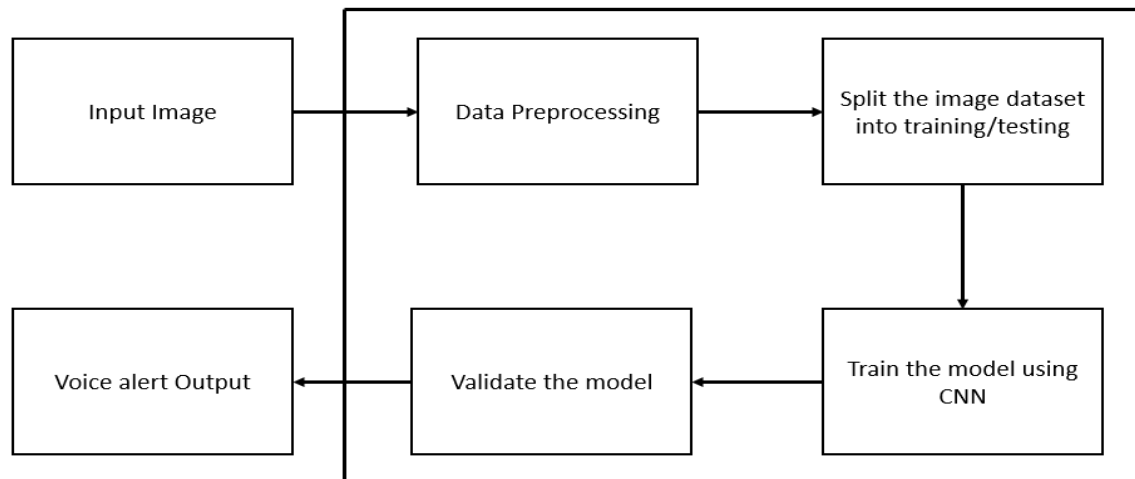 Input Image
Data Preprocessing
Split the image dataset
into training/testing
Voice alert Output
Validate the model
Train the model using
CNN